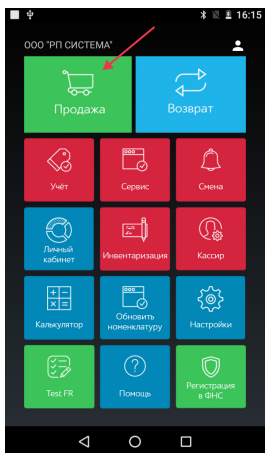 16:15
ООО "РП СИСТЕМА"
Продажа
Возврат
Учёт
Сервис
Смена
Личный
кабинет
Инвентаризация
Кассир
Калькулятор
Обновить
номенклатуру
Настройки
Test FR
Помощь
Регистрация
в ФНС